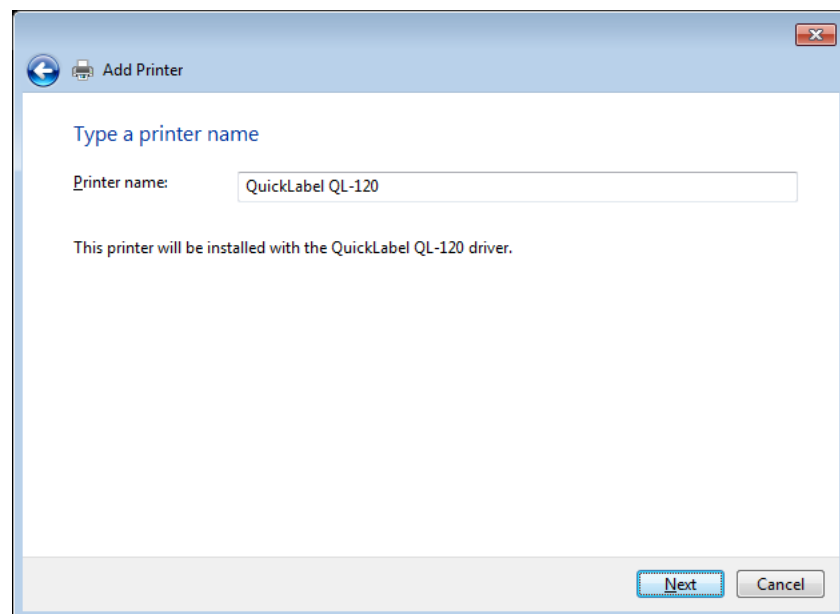 Add Printer
Type a printer name
Printer name: QuickLabel QL-120
This printer will be installed with the QuickLabel QL-120 driver.
Next Cancel